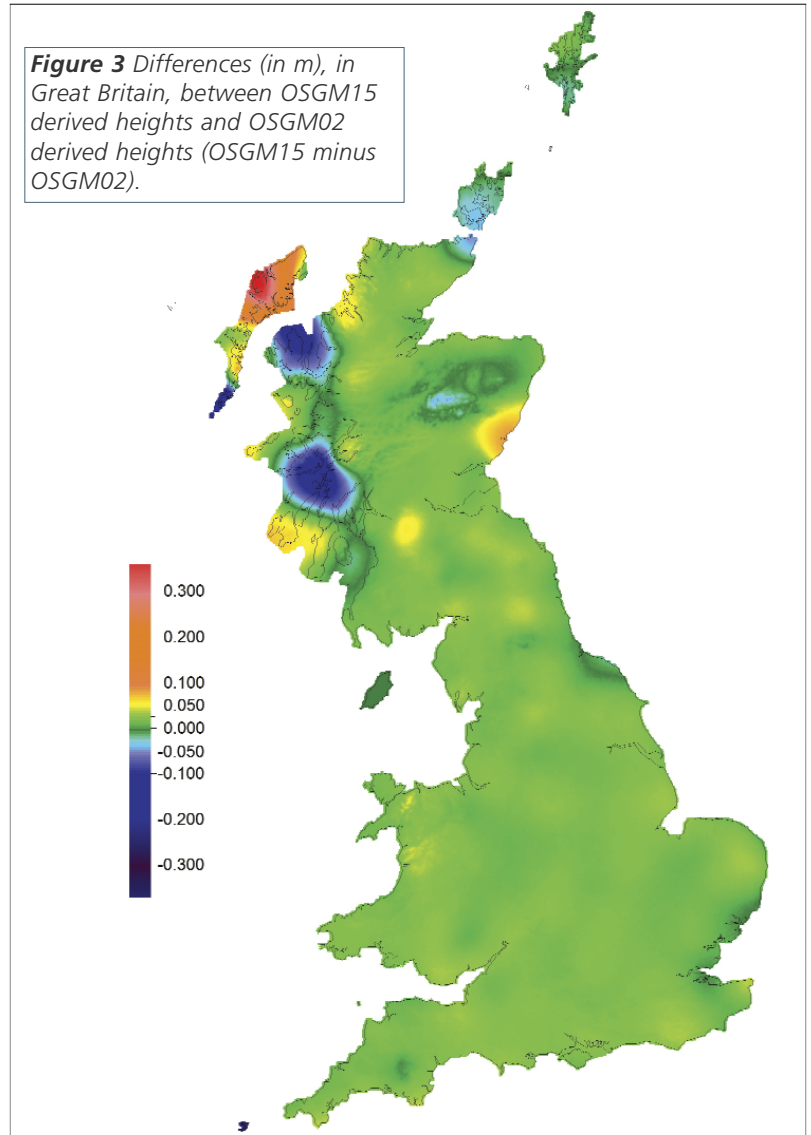 Figure 3 Differences (in m), in
Great Britain, between OSGM15
derived heights and OSGM02
derived heights (OSGM15 minus
OSGM02).
0.300
0.200
0.100
0.050
0.000
-0.050
-0.100
-0.200
-0.300